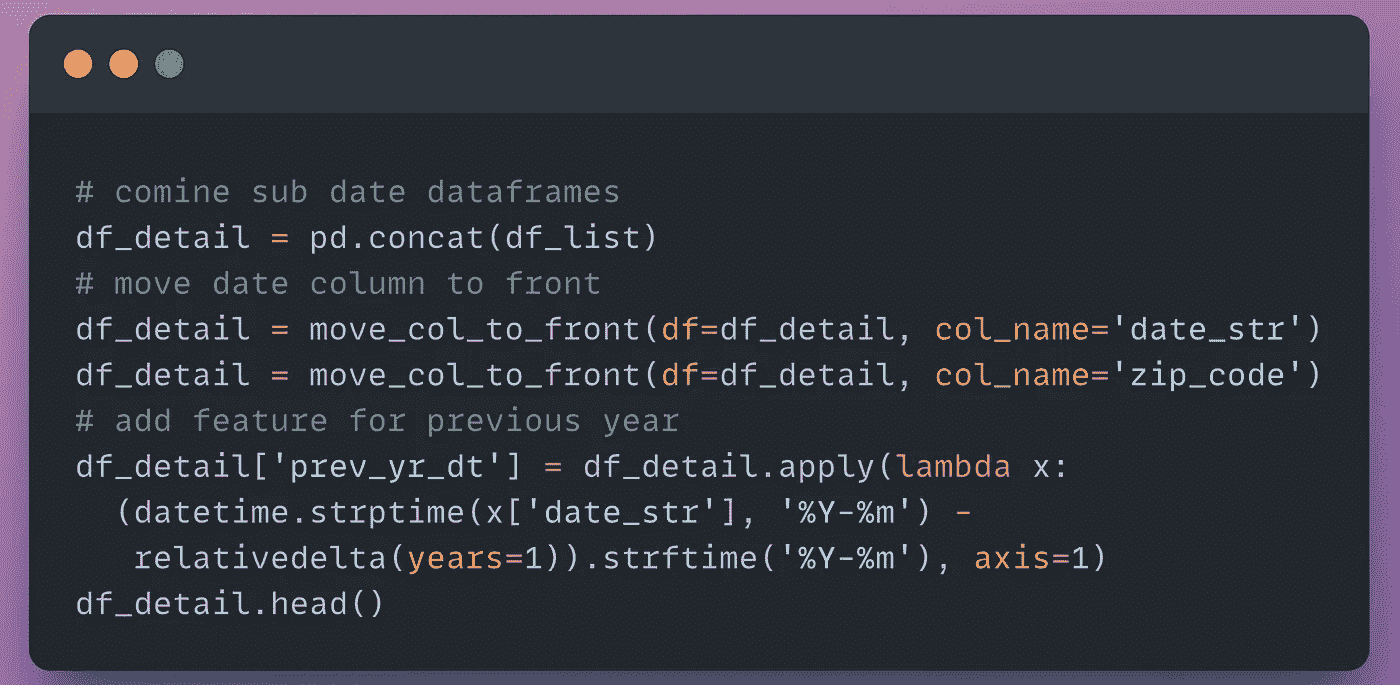 # comine sub date dataframes
df_detail = pd.concat(df_list)
# move date column to front
df_detail = move_col_to_front(df=df_detail, col_name='date_str')
df_detail = move_col_to_front(df=df_detail, col_name='zip_code')
# add feature for previous year
df_detail['prev_yr_dt'] = df_detail.apply(lambda x:
  (datetime.strptime(x['date_str'], '%Y-%m') -
   relativedelta(years=1)).strftime('%Y-%m'), axis=1)
df_detail.head()